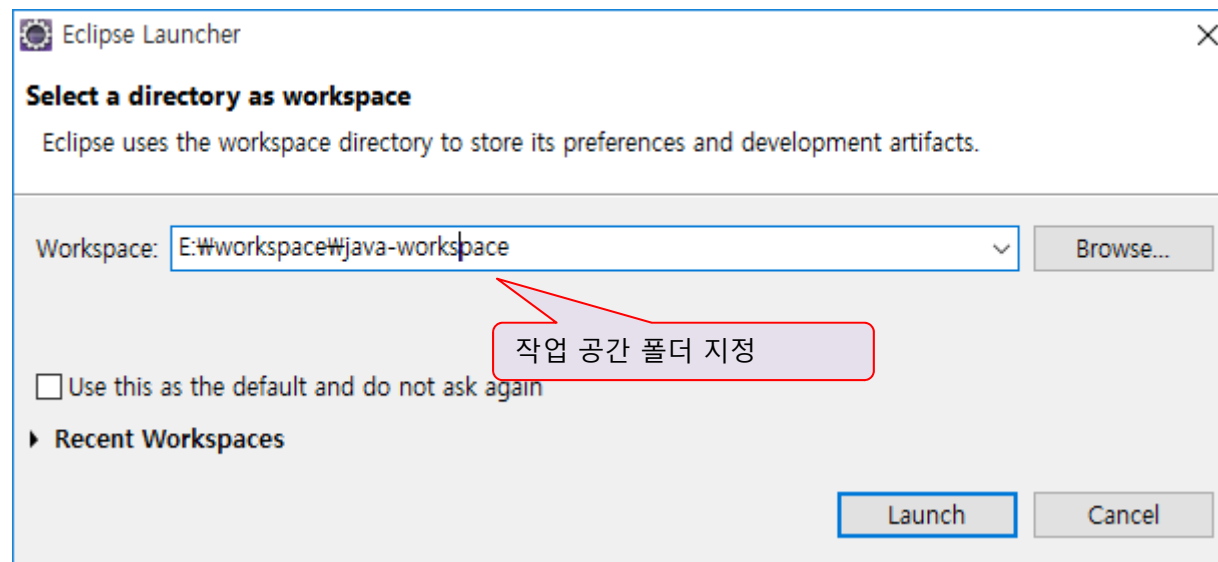 Eclipse Launcher
Select a directory as workspace
Eclipse uses the workspace directory to store its preferences and development artifacts.
Workspace: E:₩workspace₩java-workspace Browse...
작업 공간 폴더 지정
Use this as the default and do not ask again
Recent Workspaces
Launch Cancel